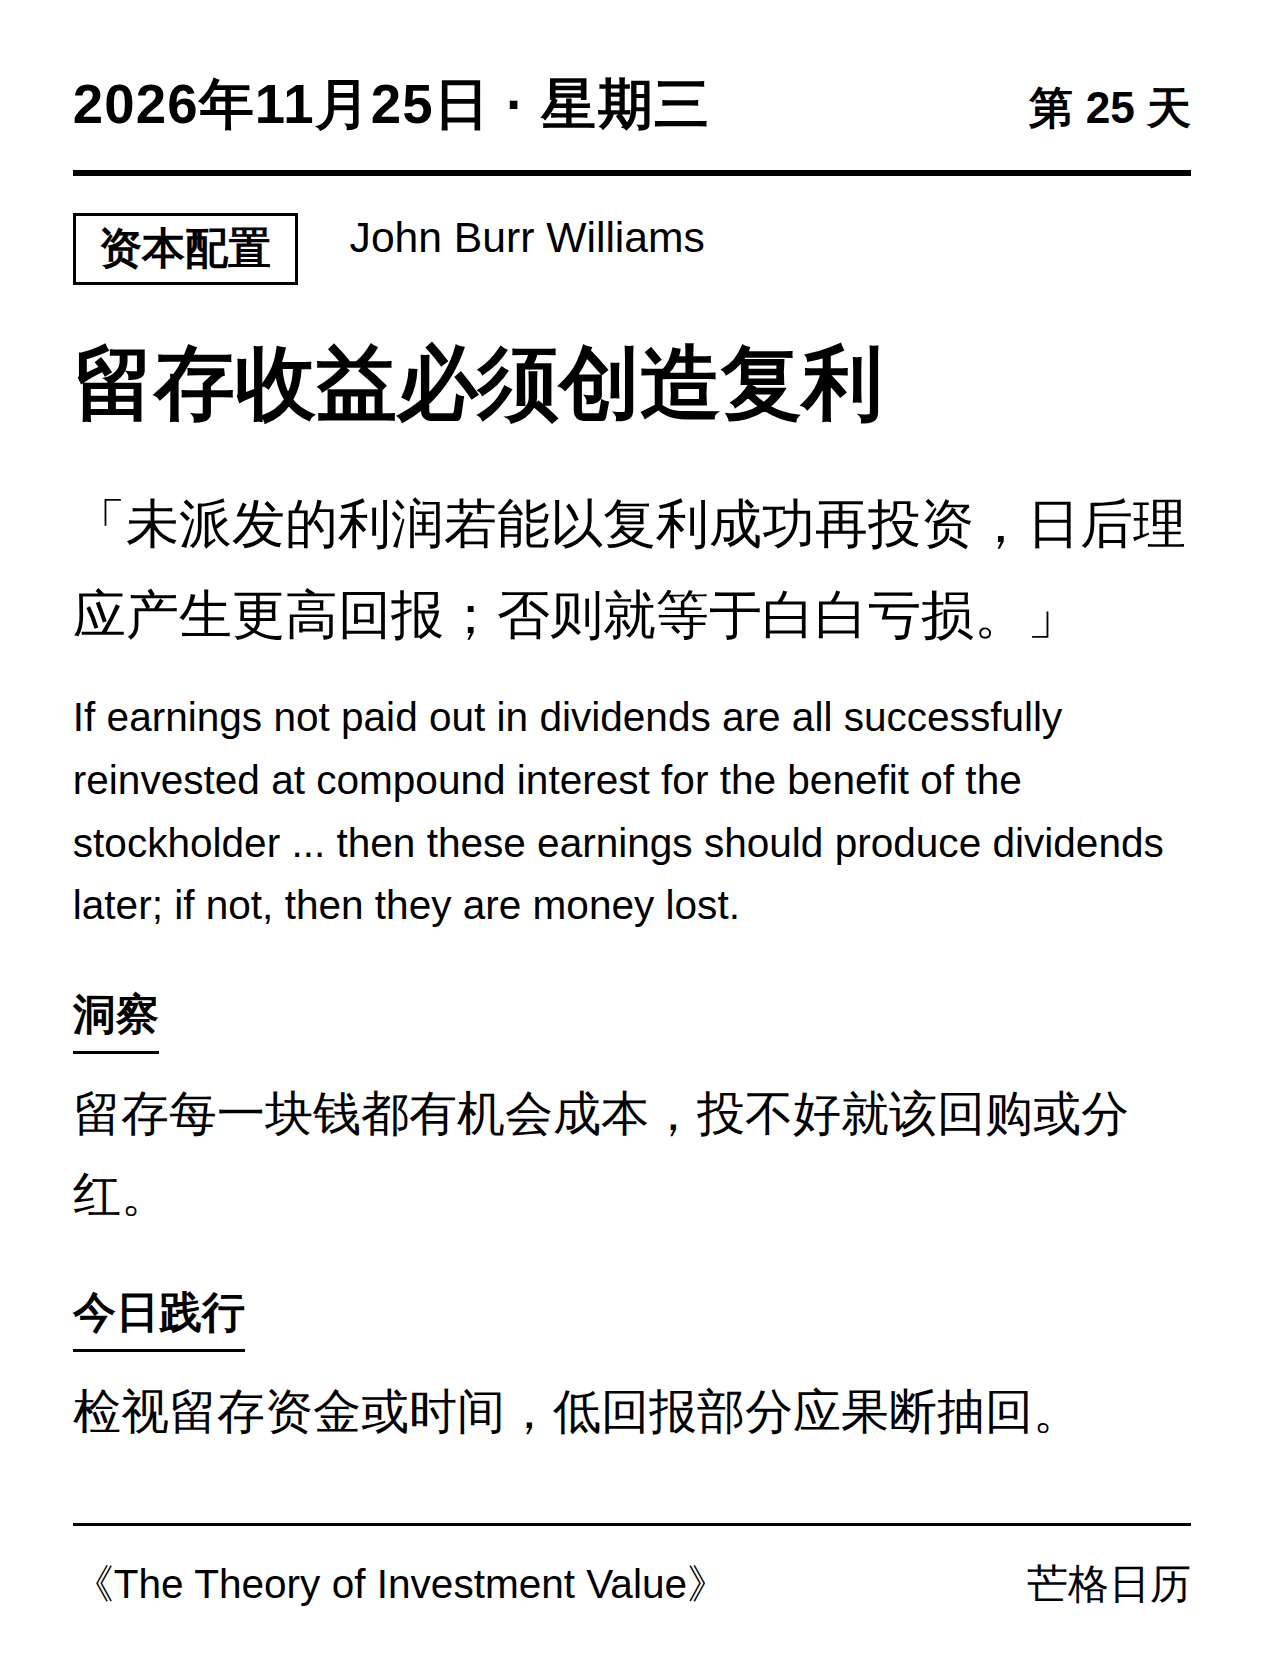 2026年11月25日 · 星期三
第 25 天
资本配置
John Burr Williams
留存收益必须创造复利
「未派发的利润若能以复利成功再投资，日后理
应产生更高回报；否则就等于白白亏损。」
If earnings not paid out in dividends are all successfully
reinvested at compound interest for the benefit of the
stockholder ... then these earnings should produce dividends
later; if not, then they are money lost.
洞察
留存每一块钱都有机会成本，投不好就该回购或分
红。
今日践行
检视留存资金或时间，低回报部分应果断抽回。
《The Theory of Investment Value》
芒格日历